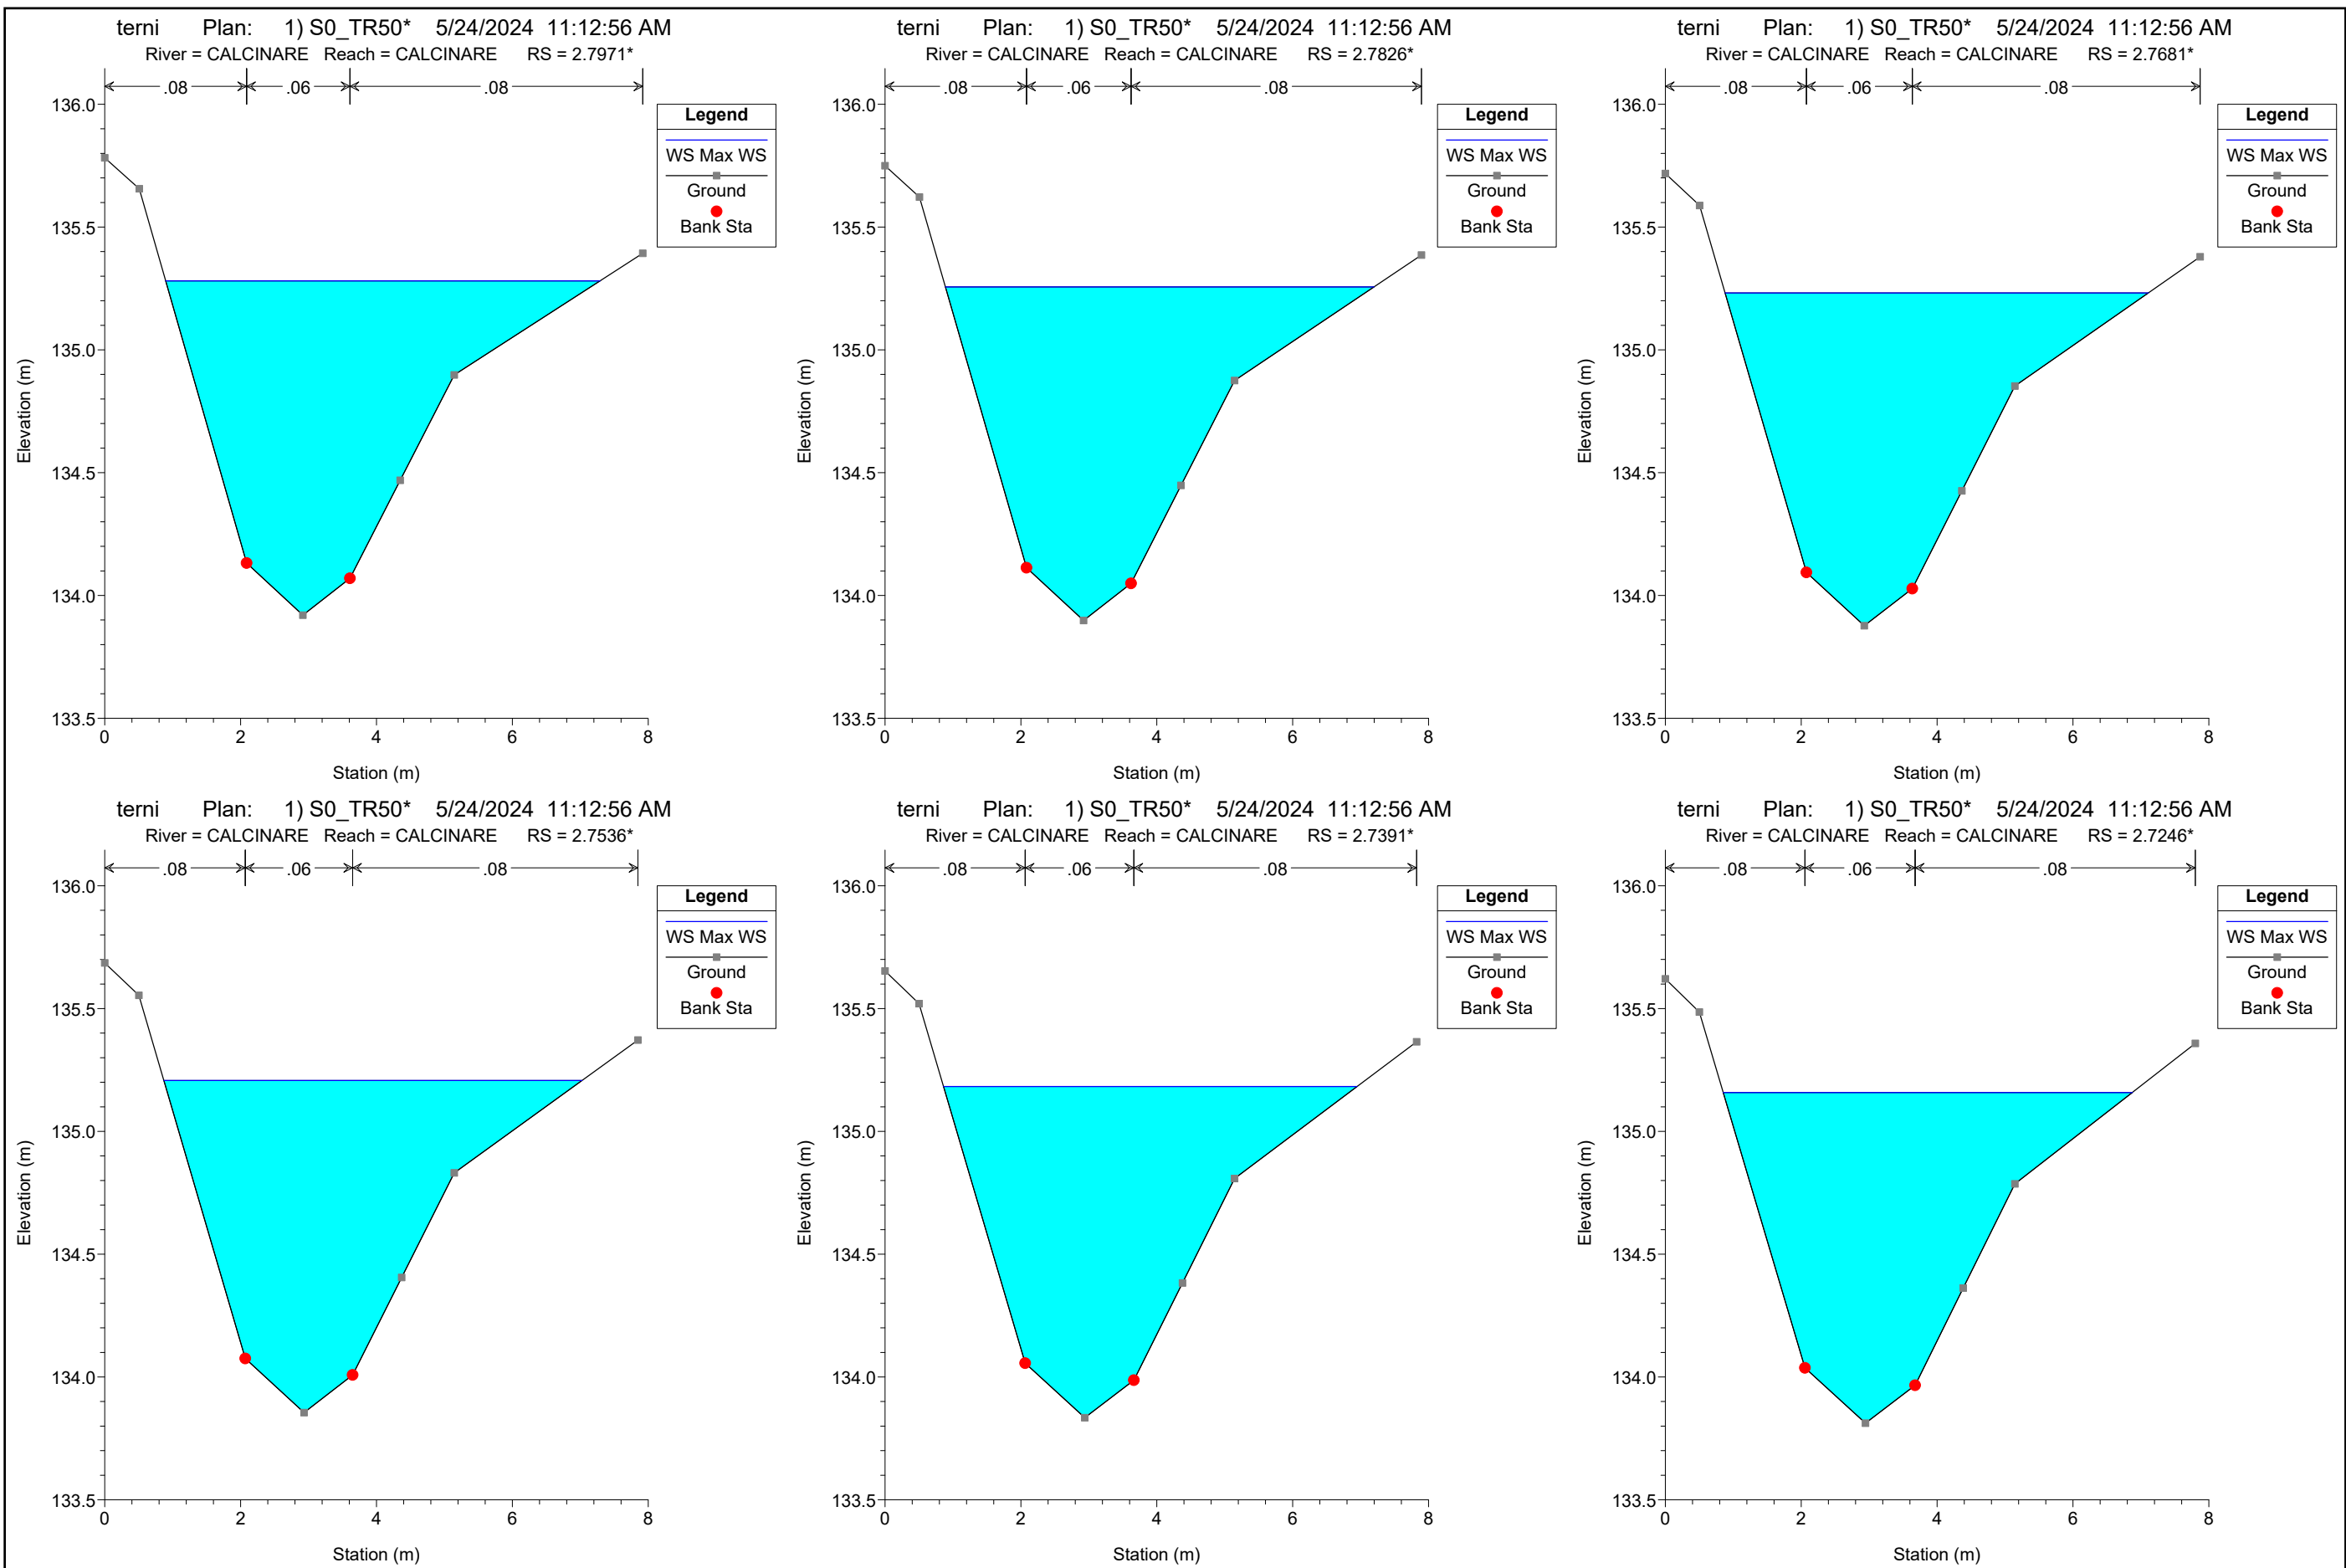 terni Plan: 1) S0_TR50* 5/24/2024 11:12:56 AM
River = CALCINARE Reach = CALCINARE RS = 2.7971*
.08 .06 .08
136.0
135.5
135.0
134.5
134.0
133.5
0 2 4 6 8
Station (m)
Elevation (m)
Legend
WS Max WS
Ground
Bank Sta
terni Plan: 1) S0_TR50* 5/24/2024 11:12:56 AM
River = CALCINARE Reach = CALCINARE RS = 2.7826*
.08 .06 .08
136.0
135.5
135.0
134.5
134.0
133.5
0 2 4 6 8
Station (m)
Elevation (m)
Legend
WS Max WS
Ground
Bank Sta
terni Plan: 1) S0_TR50* 5/24/2024 11:12:56 AM
River = CALCINARE Reach = CALCINARE RS = 2.7681*
.08 .06 .08
136.0
135.5
135.0
134.5
134.0
133.5
0 2 4 6 8
Station (m)
Elevation (m)
Legend
WS Max WS
Ground
Bank Sta
terni Plan: 1) S0_TR50* 5/24/2024 11:12:56 AM
River = CALCINARE Reach = CALCINARE RS = 2.7536*
.08 .06 .08
136.0
135.5
135.0
134.5
134.0
133.5
0 2 4 6 8
Station (m)
Elevation (m)
Legend
WS Max WS
Ground
Bank Sta
terni Plan: 1) S0_TR50* 5/24/2024 11:12:56 AM
River = CALCINARE Reach = CALCINARE RS = 2.7391*
.08 .06 .08
136.0
135.5
135.0
134.5
134.0
133.5
0 2 4 6 8
Station (m)
Elevation (m)
Legend
WS Max WS
Ground
Bank Sta
terni Plan: 1) S0_TR50* 5/24/2024 11:12:56 AM
River = CALCINARE Reach = CALCINARE RS = 2.7246*
.08 .06 .08
136.0
135.5
135.0
134.5
134.0
133.5
0 2 4 6 8
Station (m)
Elevation (m)
Legend
WS Max WS
Ground
Bank Sta